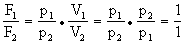 F₁/F₂ = p₁/p₂ • V₁/V₂ = p₁/p₂ • p₂/p₁ = 1/1